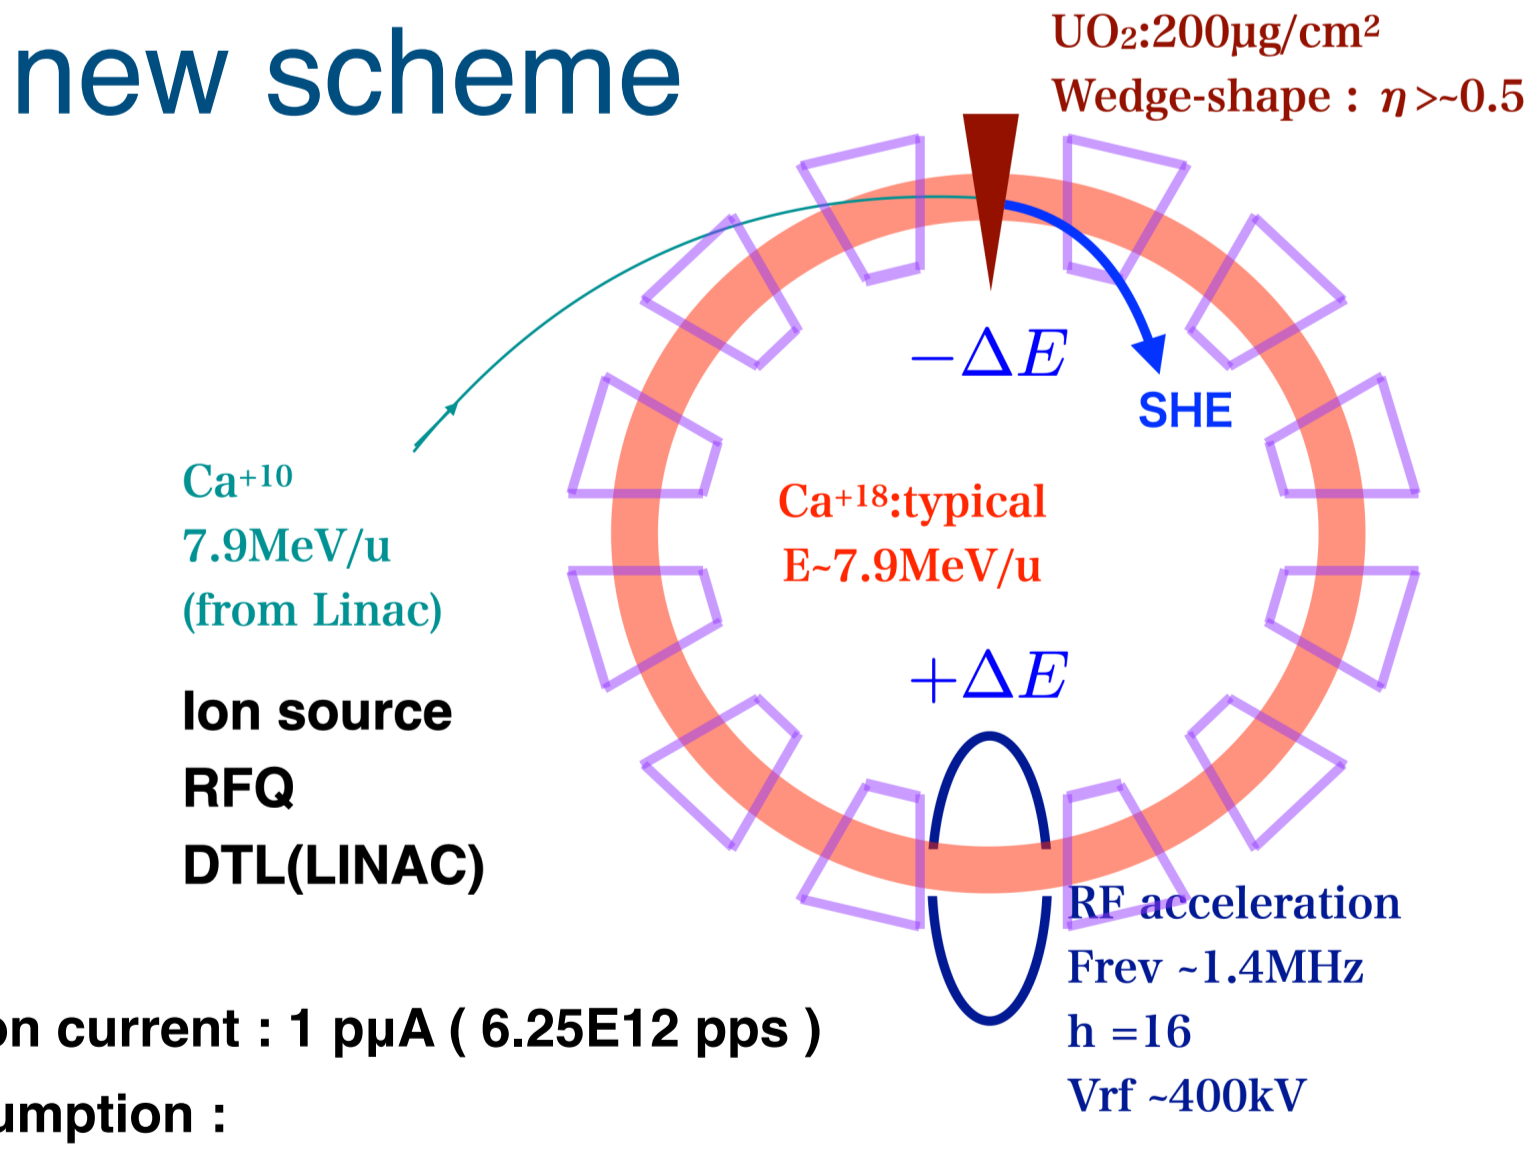 new scheme
UO₂:200µg/cm²
Wedge-shape : η >~0.5
−ΔE
SHE
Ca⁺¹⁰
7.9MeV/u
(from Linac)
Ca⁺¹⁸:typical
E~7.9MeV/u
+ΔE
Ion source
RFQ
DTL(LINAC)
RF acceleration
Frev ~1.4MHz
h =16
Vrf ~400kV
on current : 1 pµA ( 6.25E12 pps )
umption :